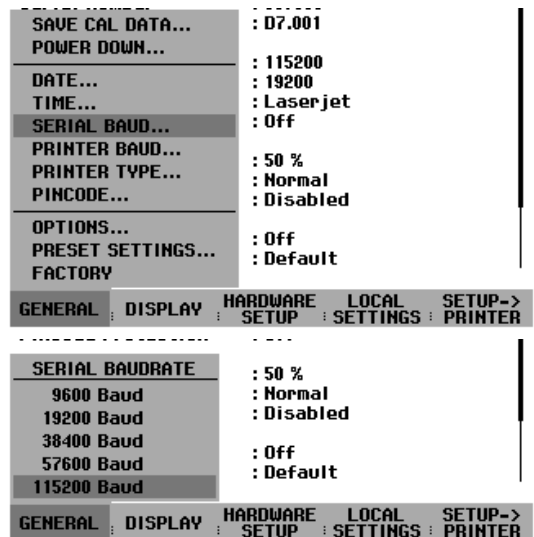 SAVE CAL DATA... : D7.001
POWER DOWN...
: 115200
DATE... : 19200
TIME... : Laserjet
SERIAL BAUD... : Off
PRINTER BAUD...
PRINTER TYPE... : 50 %
PINCODE... : Normal
: Disabled
OPTIONS... : Off
PRESET SETTINGS... : Default
FACTORY
GENERAL DISPLAY HARDWARE SETUP LOCAL SETTINGS SETUP-> PRINTER
SERIAL BAUDRATE : 50 %
9600 Baud : Normal
19200 Baud : Disabled
38400 Baud : Off
57600 Baud : Default
115200 Baud
GENERAL DISPLAY HARDWARE SETUP LOCAL SETTINGS SETUP-> PRINTER